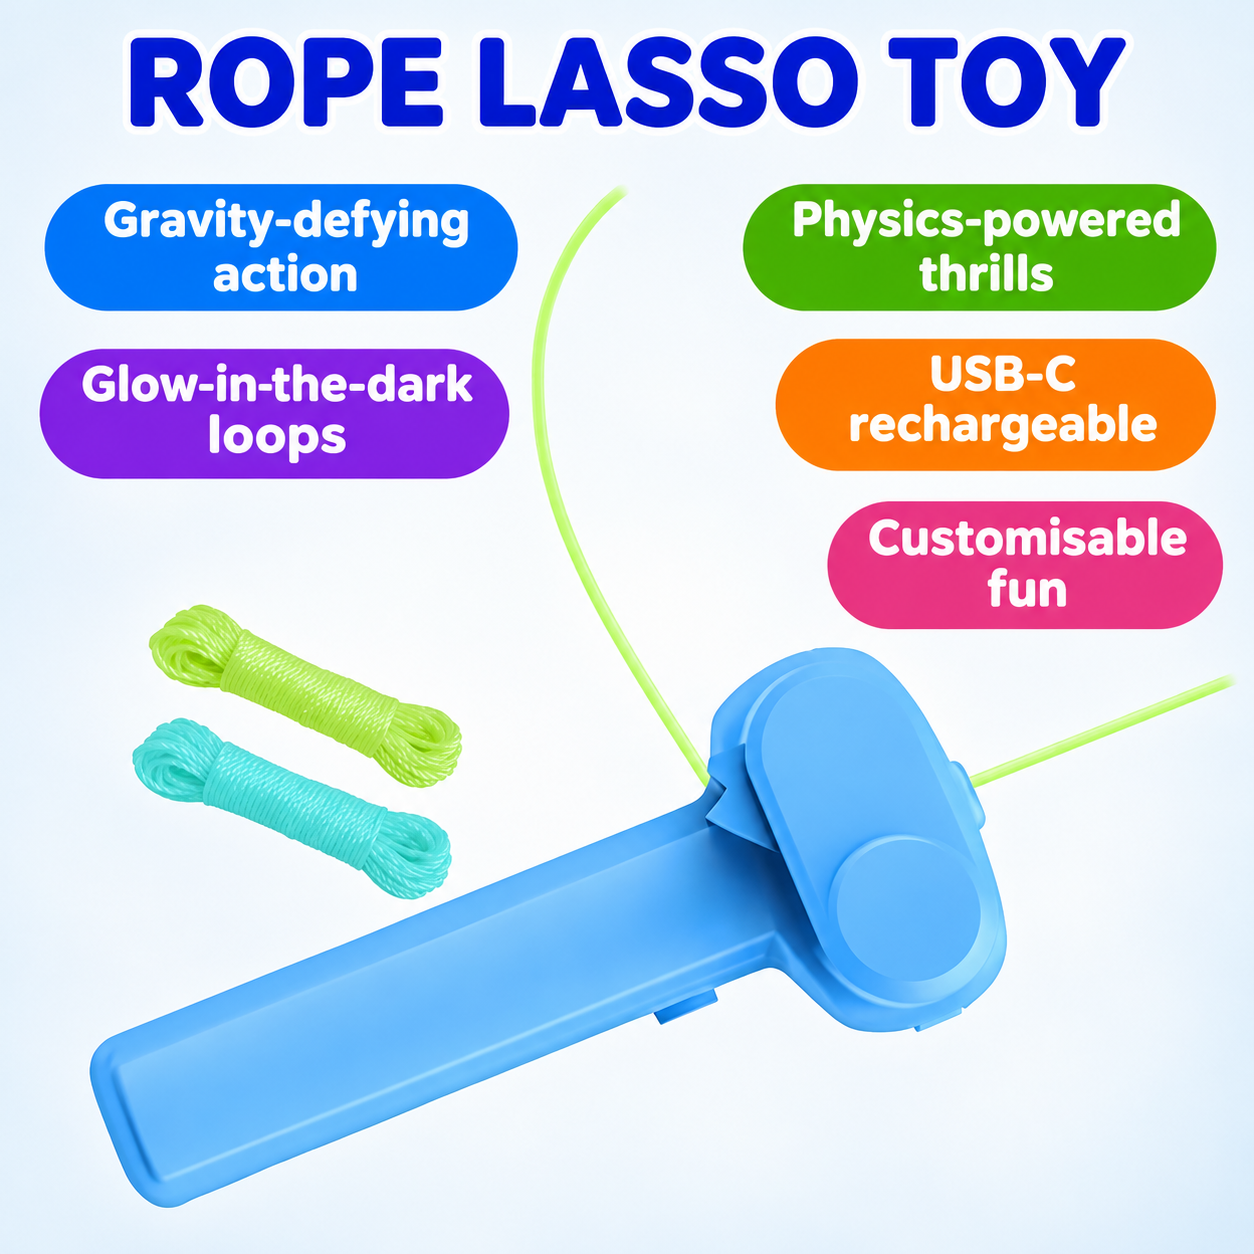 ROPE LASSO TOY
Gravity-defying
action
Glow-in-the-dark
loops
Physics-powered
thrills
USB-C
rechargeable
Customisable
fun